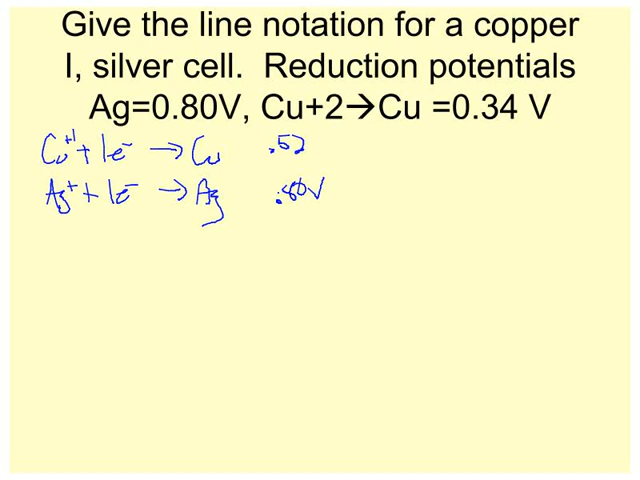 Give the line notation for a copper
I, silver cell. Reduction potentials
Ag=0.80V, Cu+2→Cu =0.34 V
Cu⁺¹ + 1e⁻ → Cu .52
Ag⁺ + 1e⁻ → Ag .80V